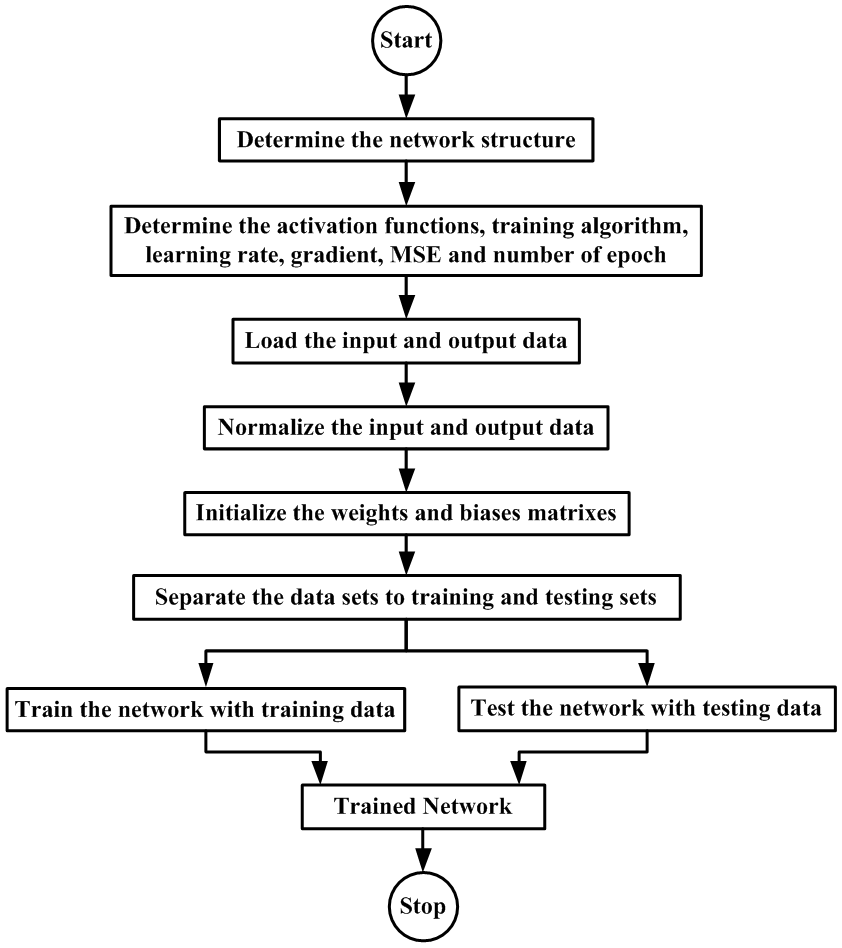 Start
Determine the network structure
Determine the activation functions, training algorithm,
learning rate, gradient, MSE and number of epoch
Load the input and output data
Normalize the input and output data
Initialize the weights and biases matrixes
Separate the data sets to training and testing sets
Train the network with training data
Test the network with testing data
Trained Network
Stop